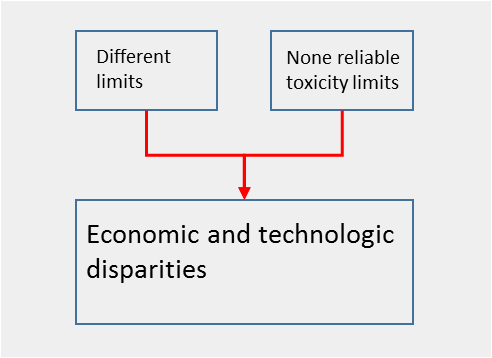 Different
limits
None reliable
toxicity limits
Economic and technologic
disparities